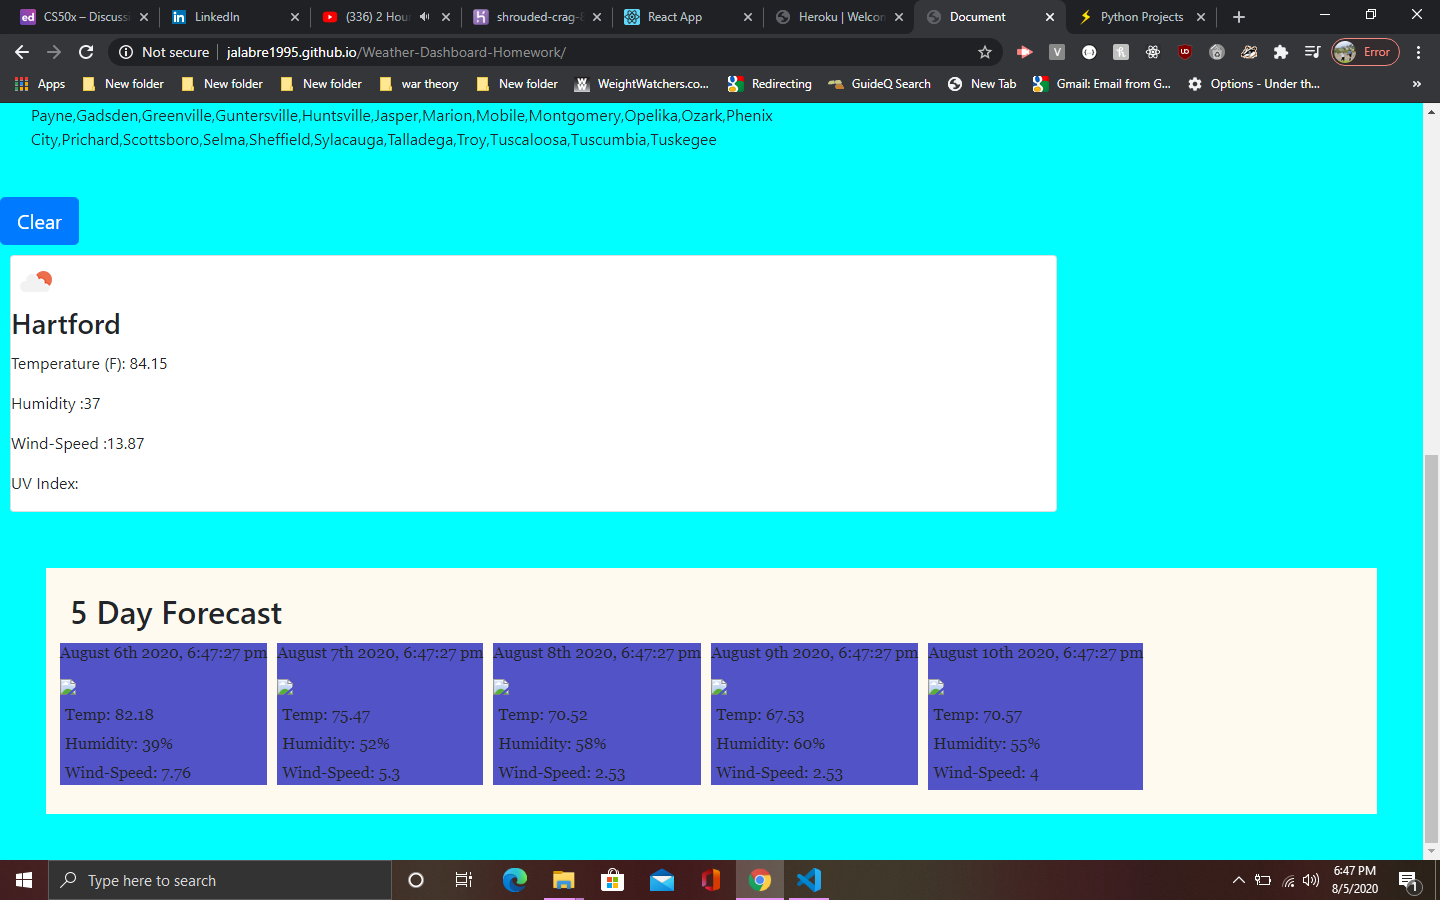 CS50x – Discussi
LinkedIn
(336) 2 Hou
shrouded-crag-8
React App
Heroku | Welcom
Document
Python Projects
Not secure
jalabre1995.github.io/Weather-Dashboard-Homework/
Error
Apps
New folder
New folder
New folder
war theory
New folder
WeightWatchers.co...
Redirecting
GuideQ Search
New Tab
Gmail: Email from G...
Options - Under th...
»
Payne,Gadsden,Greenville,Guntersville,Huntsville,Jasper,Marion,Mobile,Montgomery,Opelika,Ozark,Phenix
City,Prichard,Scottsboro,Selma,Sheffield,Sylacauga,Talladega,Troy,Tuscaloosa,Tuscumbia,Tuskegee
Clear
Hartford
Temperature (F): 84.15
Humidity :37
Wind-Speed :13.87
UV Index:
5 Day Forecast
August 6th 2020, 6:47:27 pm
Temp: 82.18
Humidity: 39%
Wind-Speed: 7.76
August 7th 2020, 6:47:27 pm
Temp: 75.47
Humidity: 52%
Wind-Speed: 5.3
August 8th 2020, 6:47:27 pm
Temp: 70.52
Humidity: 58%
Wind-Speed: 2.53
August 9th 2020, 6:47:27 pm
Temp: 67.53
Humidity: 60%
Wind-Speed: 2.53
August 10th 2020, 6:47:27 pm
Temp: 70.57
Humidity: 55%
Wind-Speed: 4
Type here to search
6:47 PM
8/5/2020
1